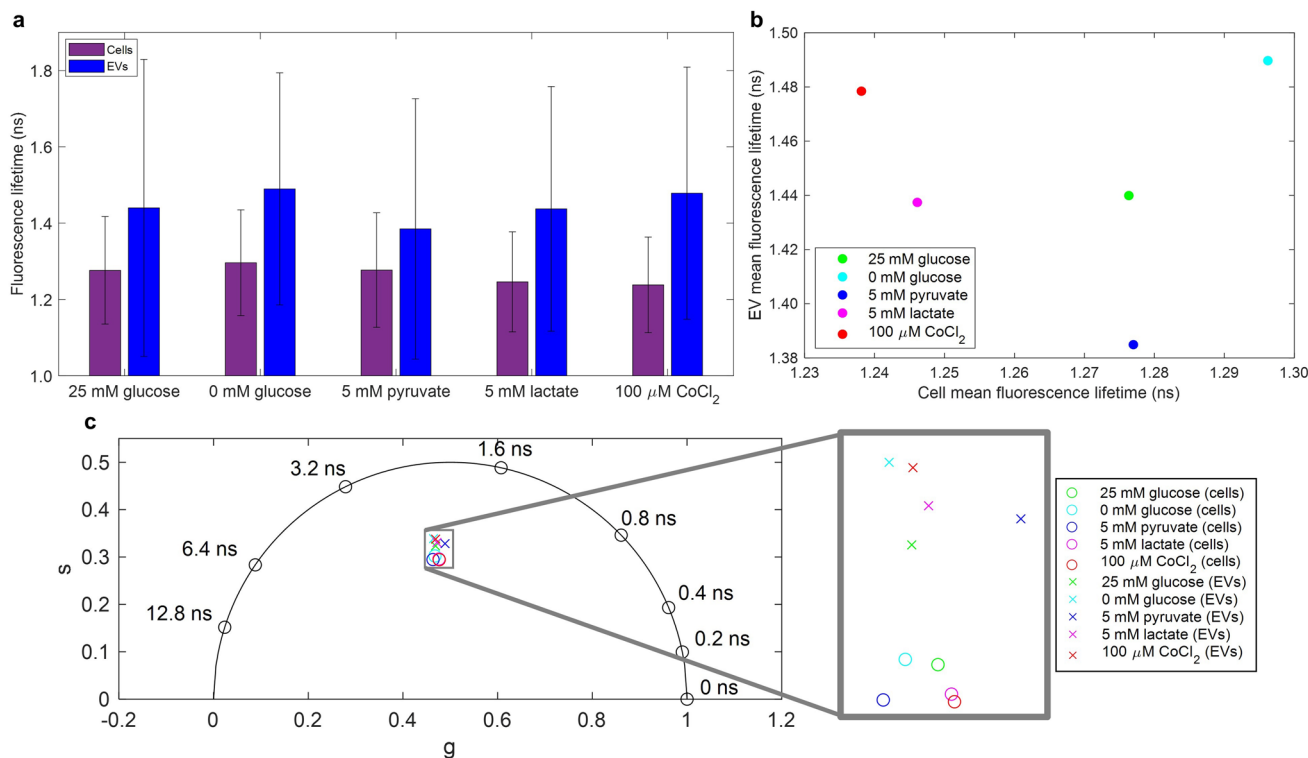 a
Fluorescence lifetime (ns)
1.8
1.6
1.4
1.2
1.0
Cells
EVs
25 mM glucose
0 mM glucose
5 mM pyruvate
5 mM lactate
100 μM CoCl₂
b
EV mean fluorescence lifetime (ns)
1.50
1.48
1.46
1.44
1.42
1.40
1.38
25 mM glucose
0 mM glucose
5 mM pyruvate
5 mM lactate
100 μM CoCl₂
1.23
1.24
1.25
1.26
1.27
1.28
1.29
1.30
Cell mean fluorescence lifetime (ns)
c
s
0.5
0.4
0.3
0.2
0.1
0
12.8 ns
6.4 ns
3.2 ns
1.6 ns
0.8 ns
0.4 ns
0.2 ns
0 ns
-0.2
0
0.2
0.4
0.6
0.8
1
1.2
g
25 mM glucose (cells)
0 mM glucose (cells)
5 mM pyruvate (cells)
5 mM lactate (cells)
100 μM CoCl₂ (cells)
25 mM glucose (EVs)
0 mM glucose (EVs)
5 mM pyruvate (EVs)
5 mM lactate (EVs)
100 μM CoCl₂ (EVs)